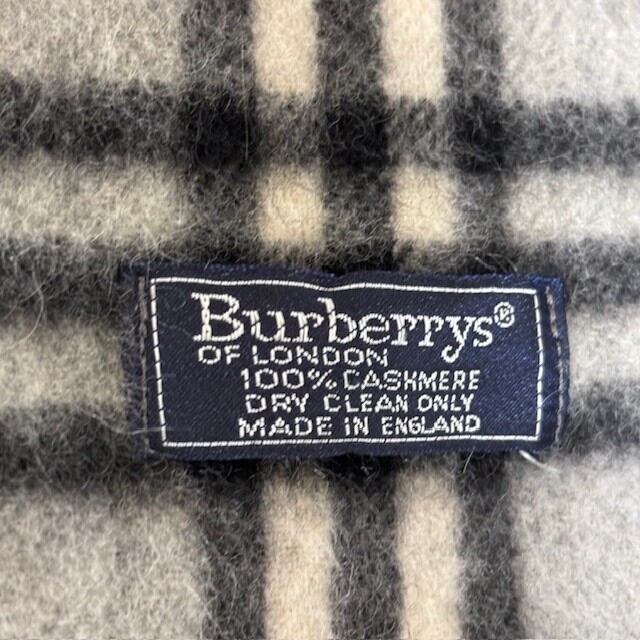 Burberrys®
OF LONDON
100% CASHMERE
DRY CLEAN ONLY
MADE IN ENGLAND